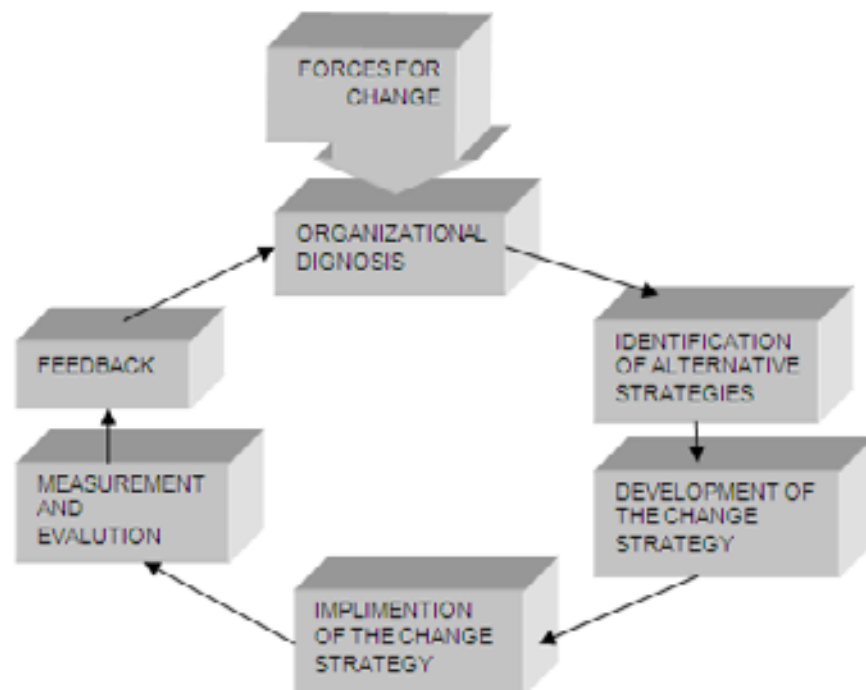 FORCES FOR
CHANGE
ORGANIZATIONAL
DIGNOSIS
IDENTIFICATION
OF ALTERNATIVE
STRATEGIES
DEVELOPMENT OF
THE CHANGE
STRATEGY
IMPLIMENTION
OF THE CHANGE
STRATEGY
MEASUREMENT
AND
EVALUTION
FEEDBACK